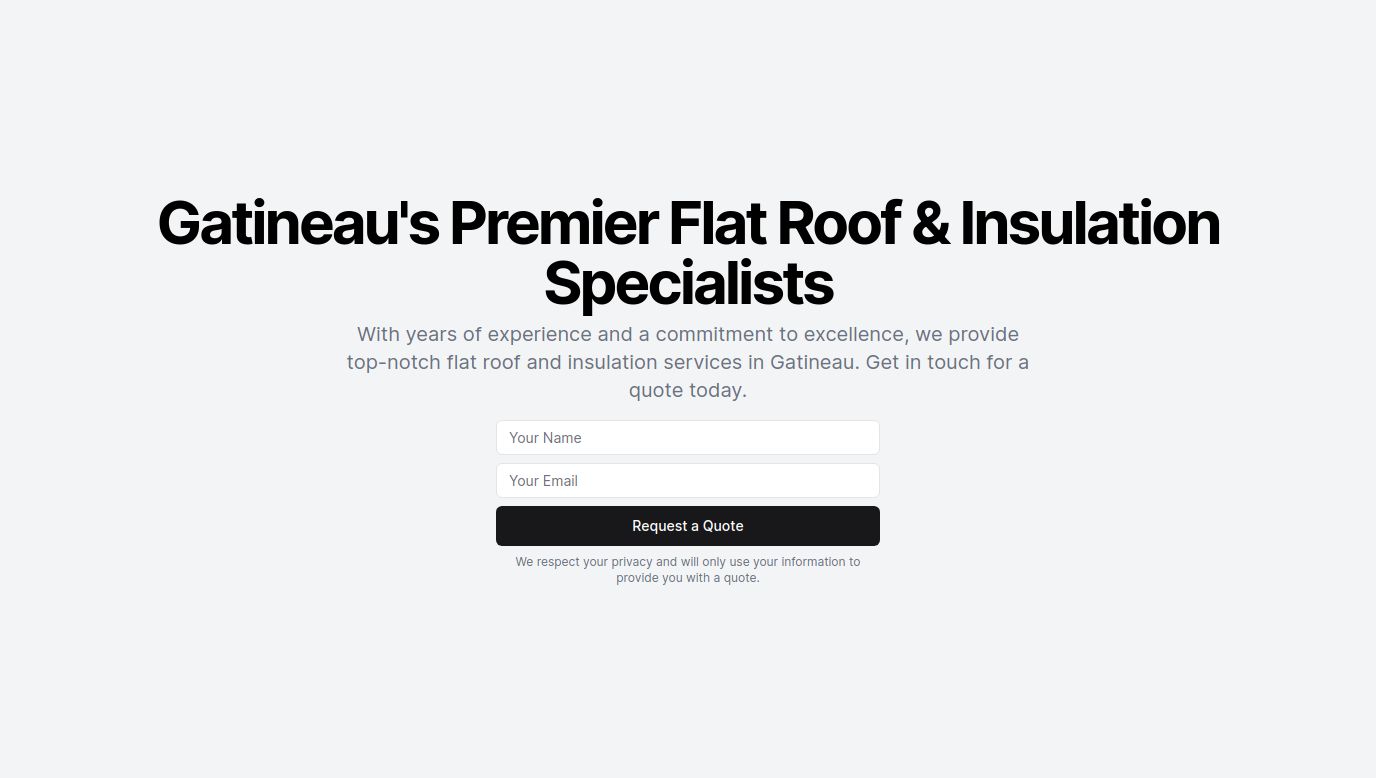 Gatineau's Premier Flat Roof & Insulation
Specialists
With years of experience and a commitment to excellence, we provide
top-notch flat roof and insulation services in Gatineau. Get in touch for a
quote today.
Your Name
Your Email
Request a Quote
We respect your privacy and will only use your information to
provide you with a quote.